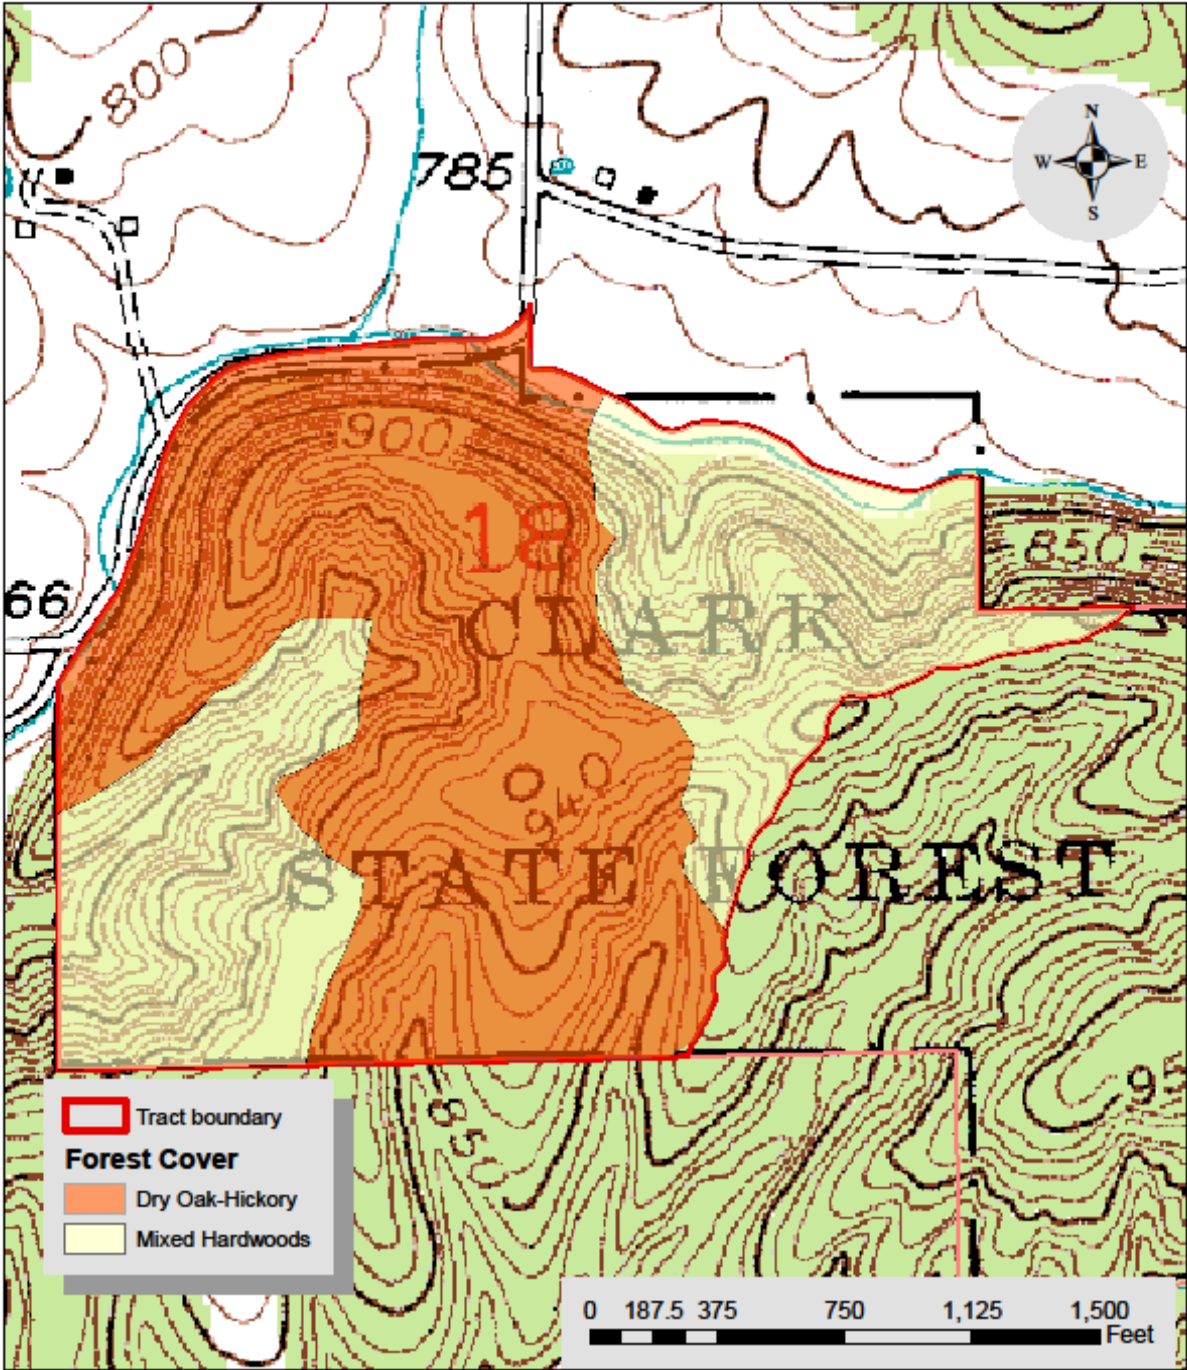 800
N
W E
S
785
900
18
850
66
CLARK
940
STATE FOREST
95
850
Tract boundary
Forest Cover
Dry Oak-Hickory
Mixed Hardwoods
0 187.5 375 750 1,125 1,500
Feet